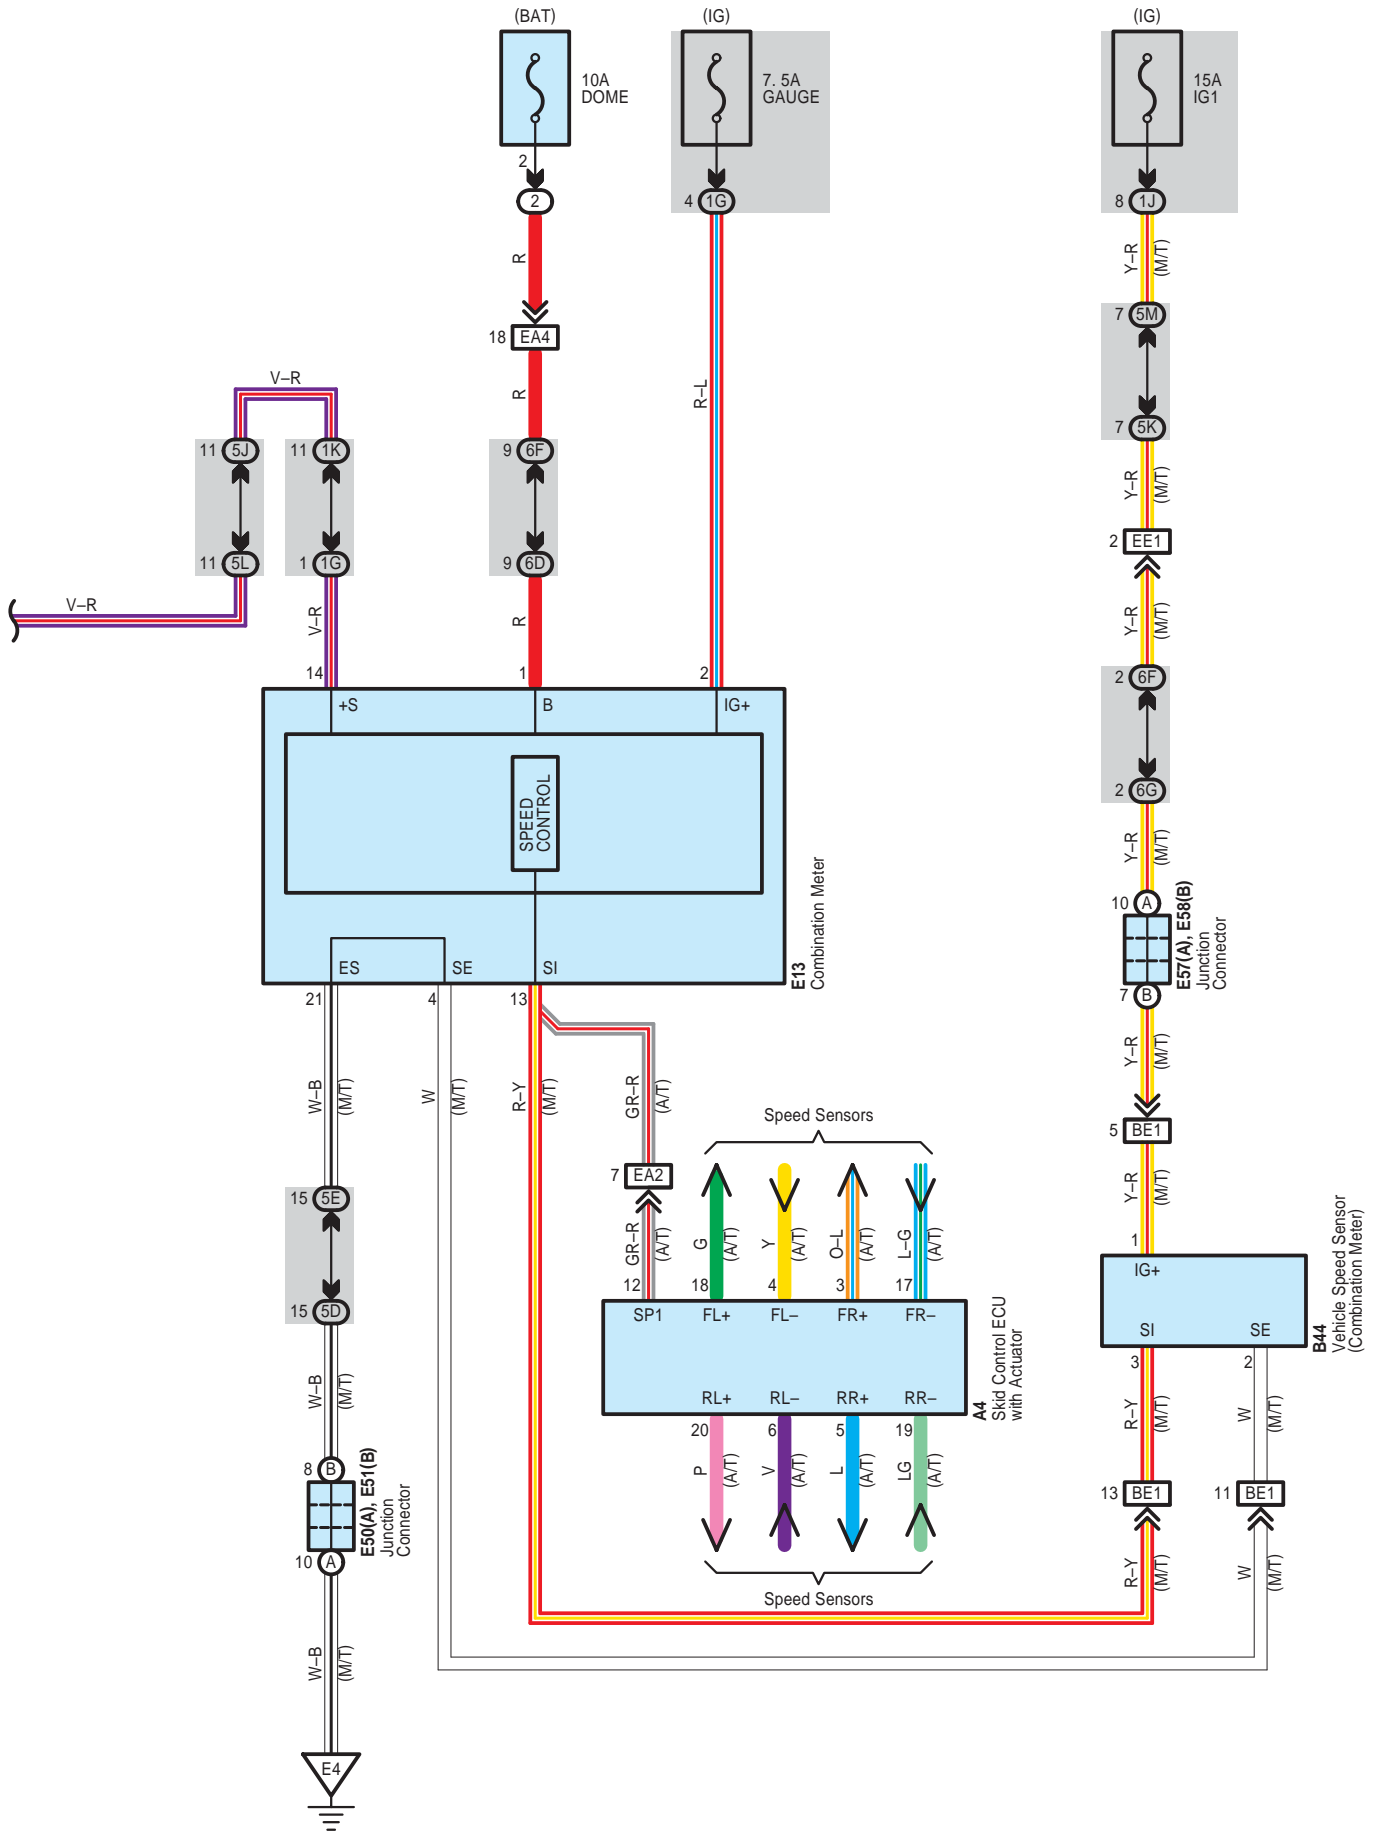 (BAT)
(IG)
(IG)
10A
DOME
7. 5A
GAUGE
15A
IG1
2
2
4 1G
8 1J
R
Y–R
(M/T)
7 5M
18 EA4
R
R–L
V–R
7 5K
11 5J
11 1K
9 6F
Y–R
(M/T)
2 EE1
11 5L
1 1G
9 6D
V–R
V–R
R
Y–R
(M/T)
14
1
2
2 6F
+S
B
IG+
2 6G
SPEED
CONTROL
Y–R
(M/T)
E13
Combination Meter
10 A
E57(A), E58(B)
Junction
Connector
7 B
ES
SE
SI
21
4
13
W–B
(M/T)
W
(M/T)
R–Y
(M/T)
GR–R
(A/T)
Y–R
(M/T)
Speed Sensors
5 BE1
7 EA2
15 5E
Y–R
(M/T)
GR–R
(A/T)
G
(A/T)
Y
(A/T)
O–L
(A/T)
L–G
(A/T)
1
12
18
4
3
17
IG+
15 5D
SP1
FL+
FL–
FR+
FR–
SI
SE
B44
Vehicle Speed Sensor
(Combination Meter)
A4
Skid Control ECU
with Actuator
3
2
RL+
RL–
RR+
RR–
W–B
(M/T)
20
6
5
19
R–Y
(M/T)
W
(M/T)
P
(A/T)
V
(A/T)
L
(A/T)
LG
(A/T)
8 B
E50(A), E51(B)
Junction
Connector
13 BE1
11 BE1
10 A
R–Y
(M/T)
W
(M/T)
Speed Sensors
W–B
(M/T)
E4